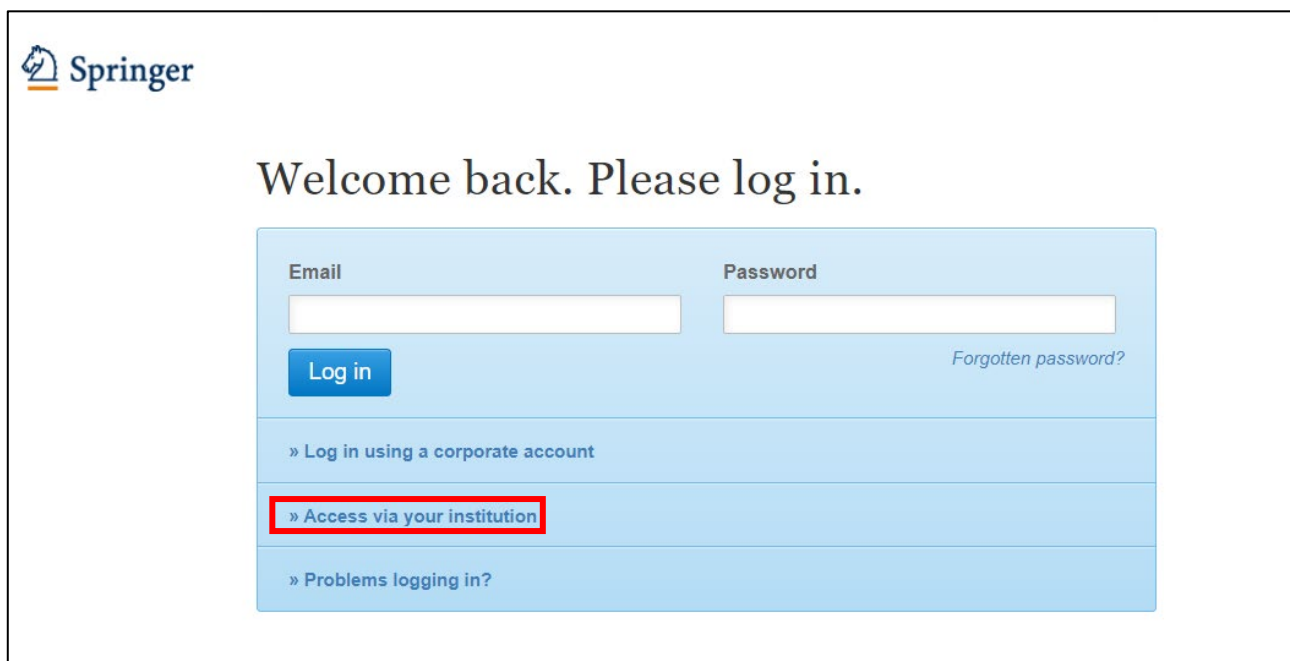 Springer
Welcome back. Please log in.
Email
Password
Log in
Forgotten password?
» Log in using a corporate account
» Access via your institution
» Problems logging in?